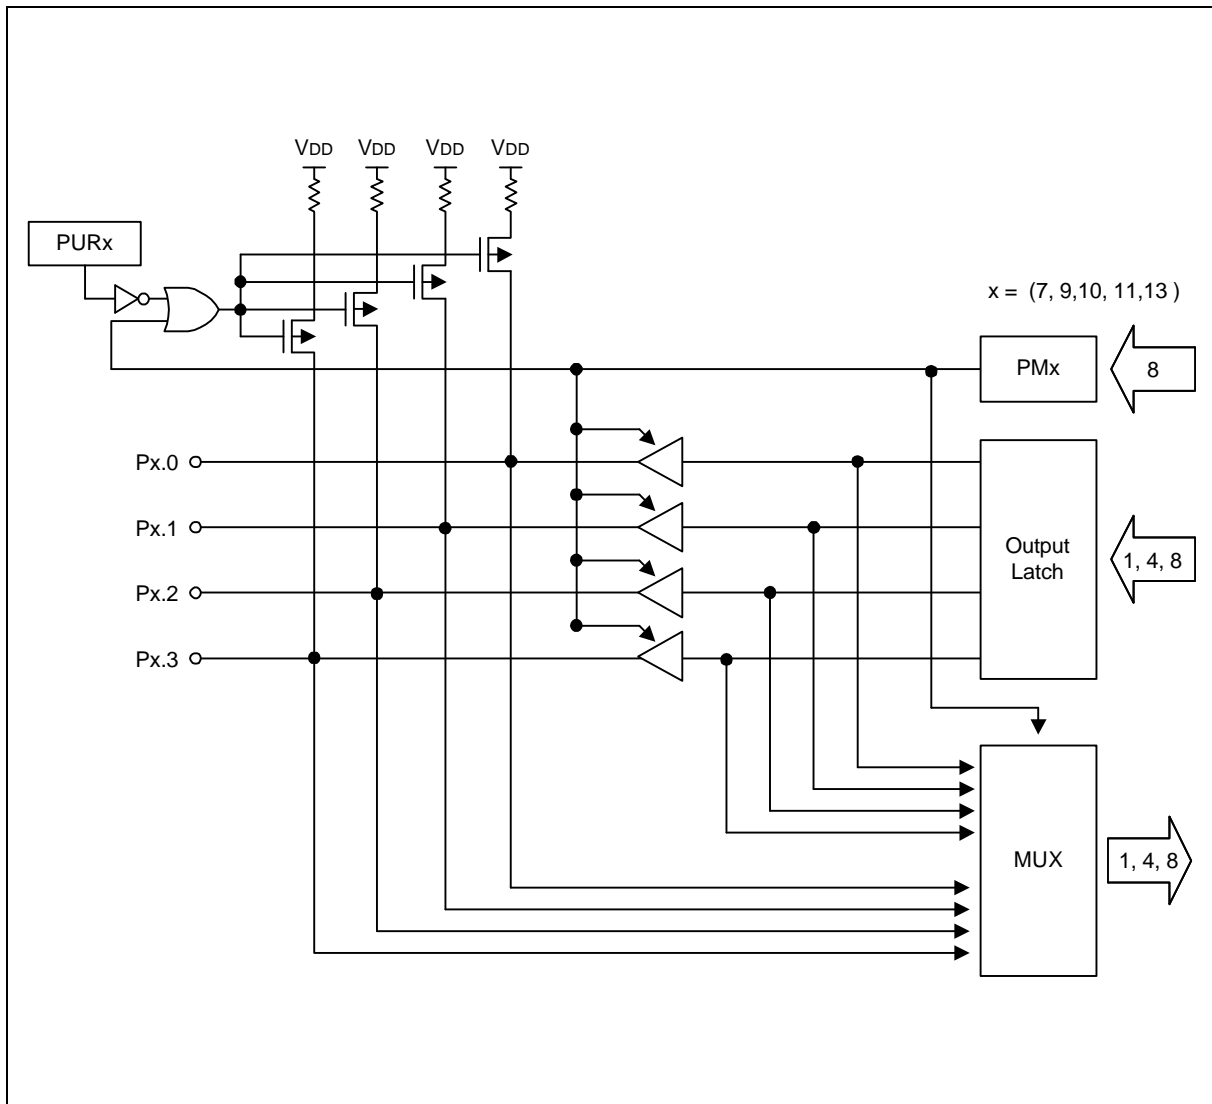 VDD VDD VDD VDD
PURx
x = (7, 9,10, 11,13 )
PMx
8
Px.0
Px.1
Output
Latch
1, 4, 8
Px.2
Px.3
MUX
1, 4, 8